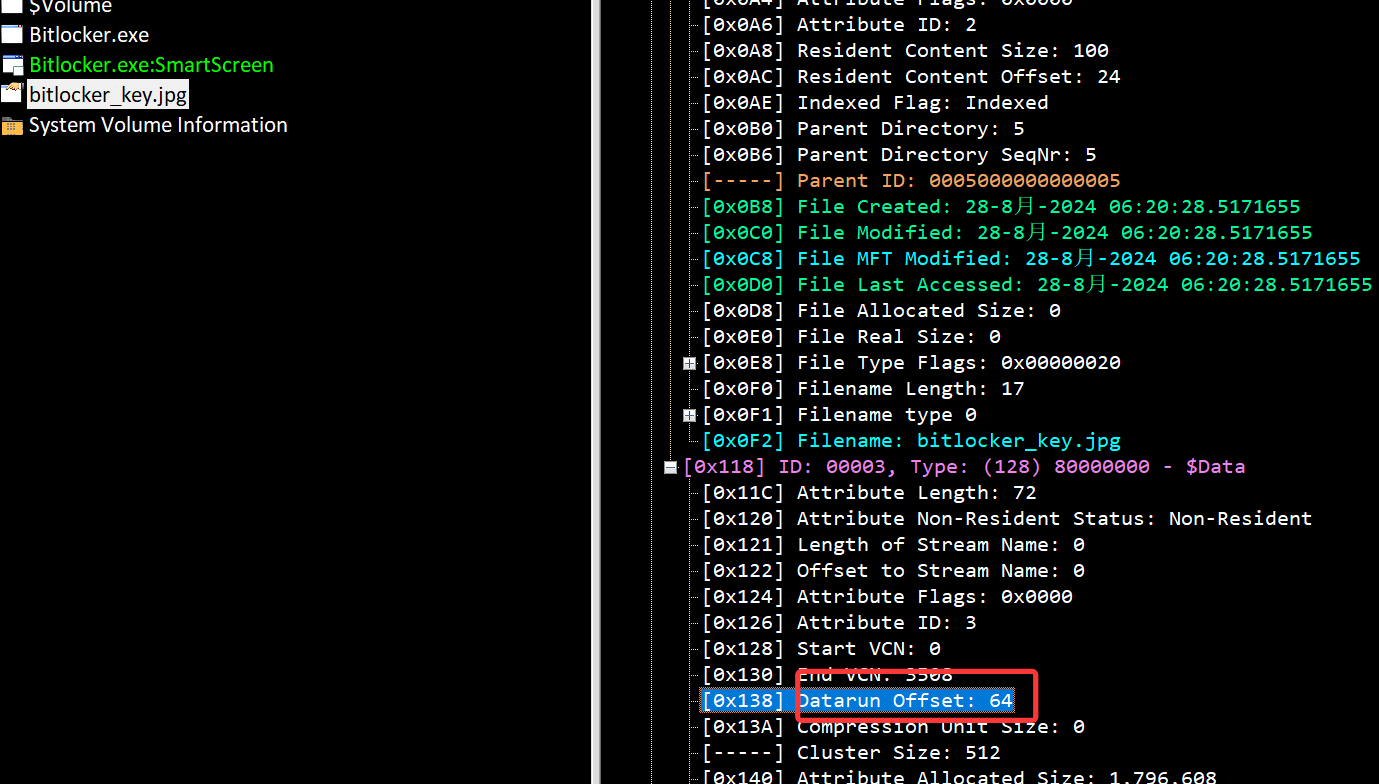 $Volume
Bitlocker.exe
Bitlocker.exe:SmartScreen
bitlocker_key.jpg
System Volume Information
[0x0A4] Attribute Flags: 0x0000
[0x0A6] Attribute ID: 2
[0x0A8] Resident Content Size: 100
[0x0AC] Resident Content Offset: 24
[0x0AE] Indexed Flag: Indexed
[0x0B0] Parent Directory: 5
[0x0B6] Parent Directory SeqNr: 5
[-----] Parent ID: 0005000000000005
[0x0B8] File Created: 28-8月-2024 06:20:28.5171655
[0x0C0] File Modified: 28-8月-2024 06:20:28.5171655
[0x0C8] File MFT Modified: 28-8月-2024 06:20:28.5171655
[0x0D0] File Last Accessed: 28-8月-2024 06:20:28.5171655
[0x0D8] File Allocated Size: 0
[0x0E0] File Real Size: 0
[0x0E8] File Type Flags: 0x00000020
[0x0F0] Filename Length: 17
[0x0F1] Filename type 0
[0x0F2] Filename: bitlocker_key.jpg
[0x118] ID: 00003, Type: (128) 80000000 - $Data
[0x11C] Attribute Length: 72
[0x120] Attribute Non-Resident Status: Non-Resident
[0x121] Length of Stream Name: 0
[0x122] Offset to Stream Name: 0
[0x124] Attribute Flags: 0x0000
[0x126] Attribute ID: 3
[0x128] Start VCN: 0
[0x130] End VCN: 3508
[0x138] Datarun Offset: 64
[0x13A] Compression Unit Size: 0
[-----] Cluster Size: 512
[0x140] Attribute Allocated Size: 1,796,608